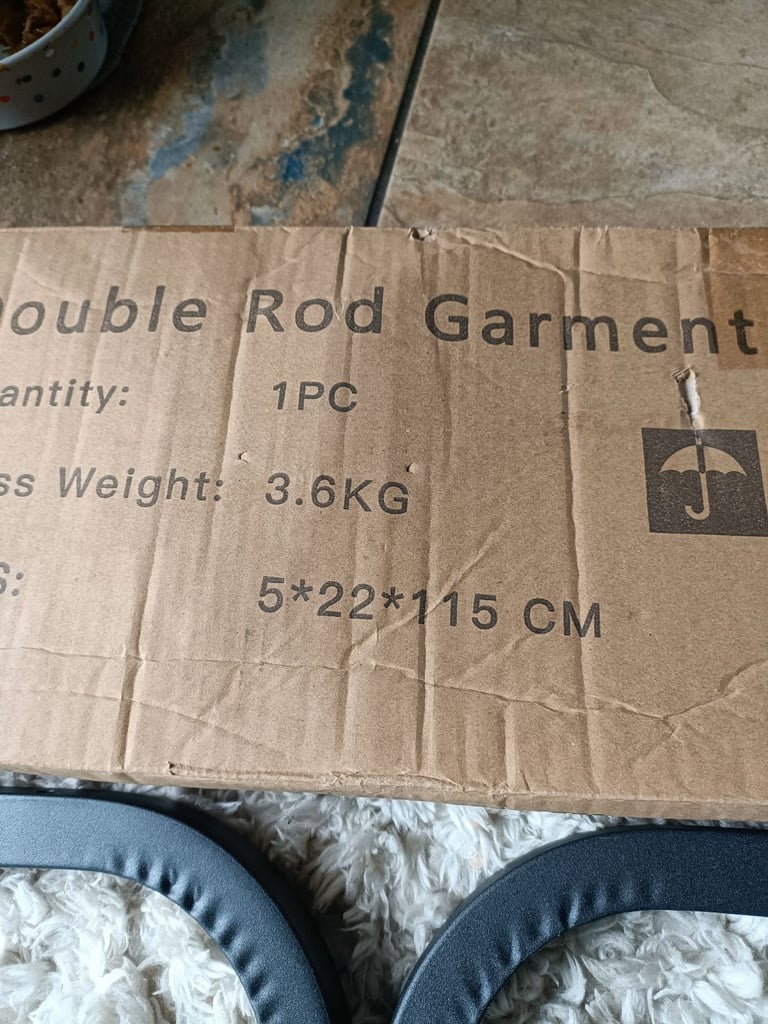 ouble Rod Garment
antity: 1PC
ss Weight: 3.6KG
S: 5*22*115 CM